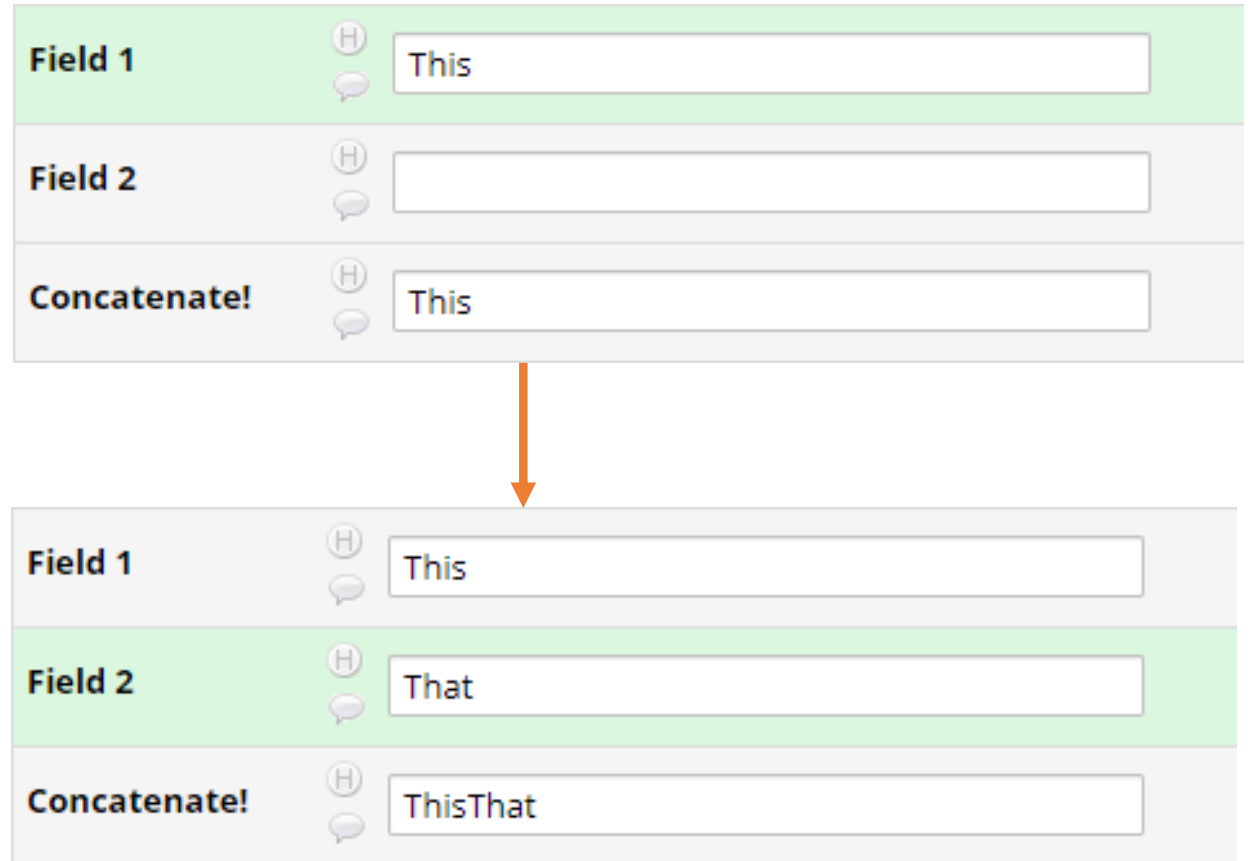 Field 1 H This
Field 2 H
Concatenate! H This
Field 1 H This
Field 2 H That
Concatenate! H ThisThat